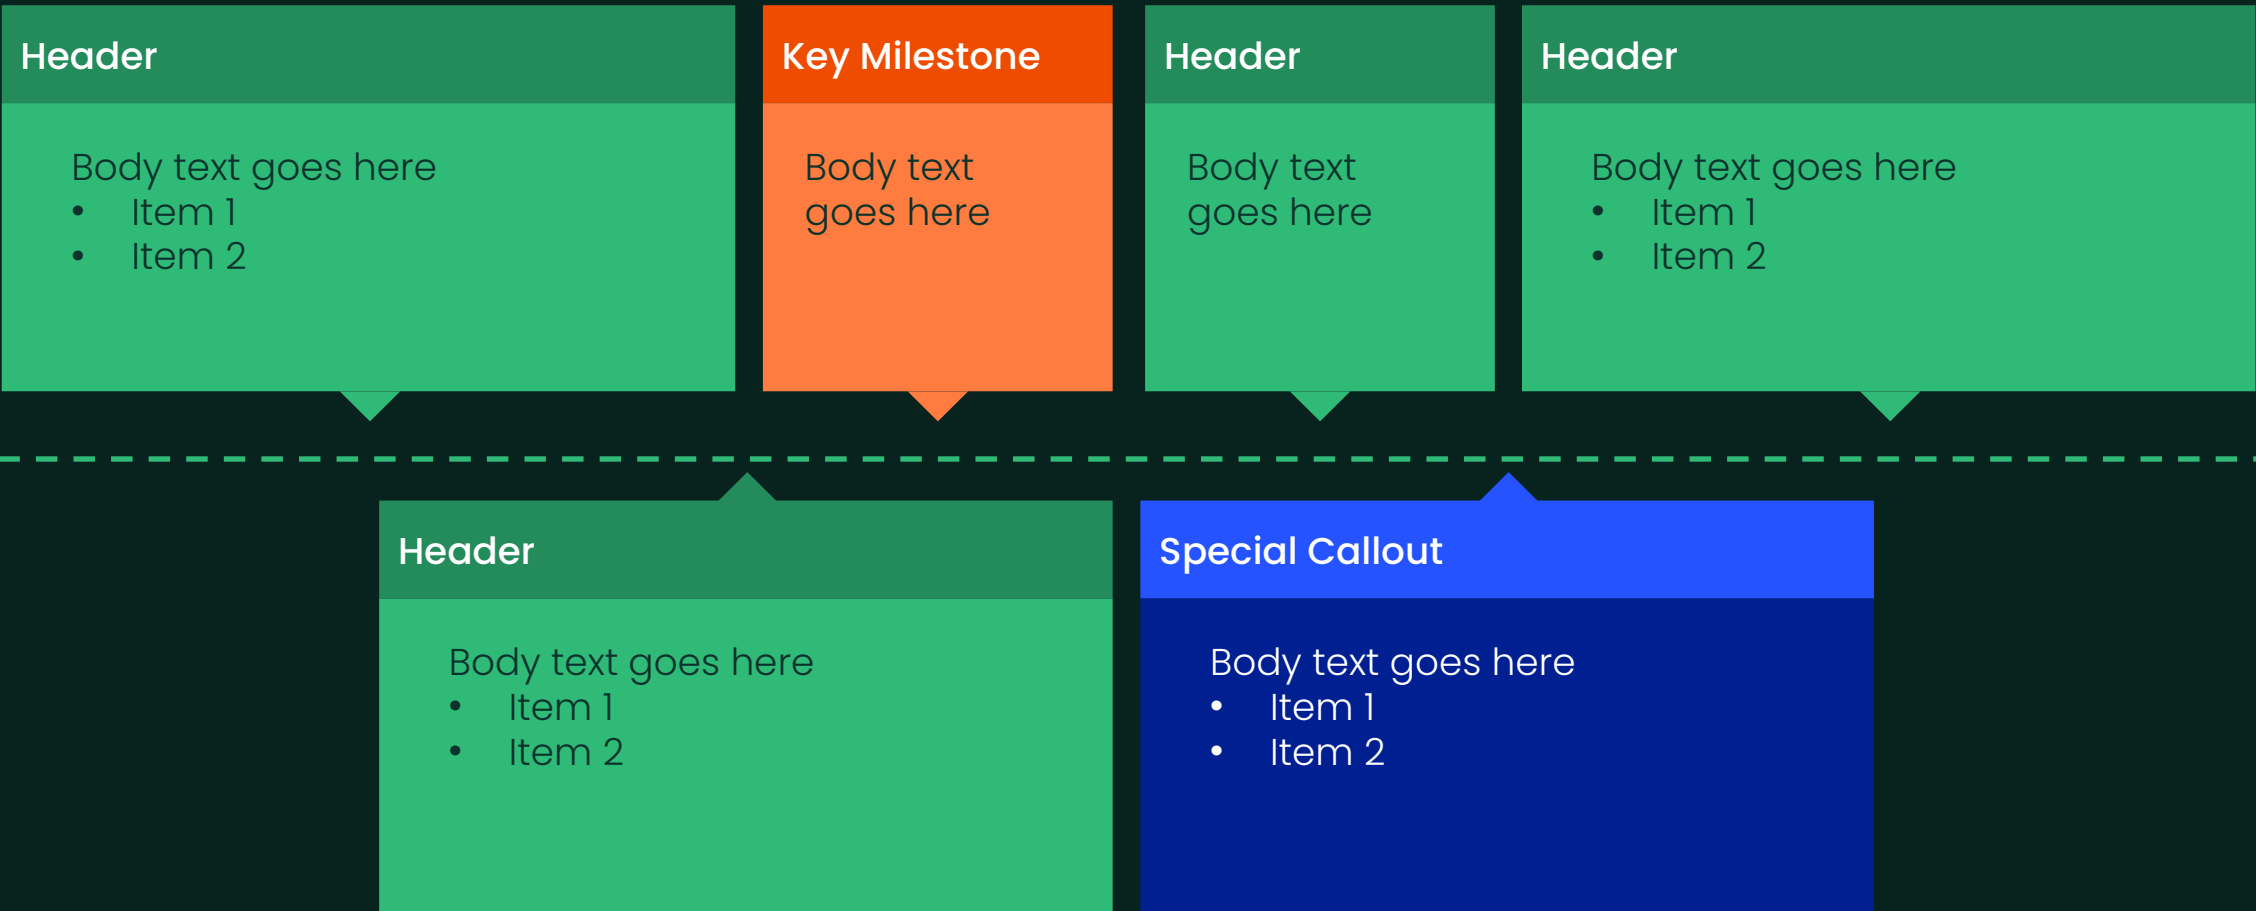 Header
Body text goes here
• Item 1
• Item 2
Key Milestone
Body text
goes here
Header
Body text
goes here
Header
Body text goes here
• Item 1
• Item 2
Header
Body text goes here
• Item 1
• Item 2
Special Callout
Body text goes here
• Item 1
• Item 2